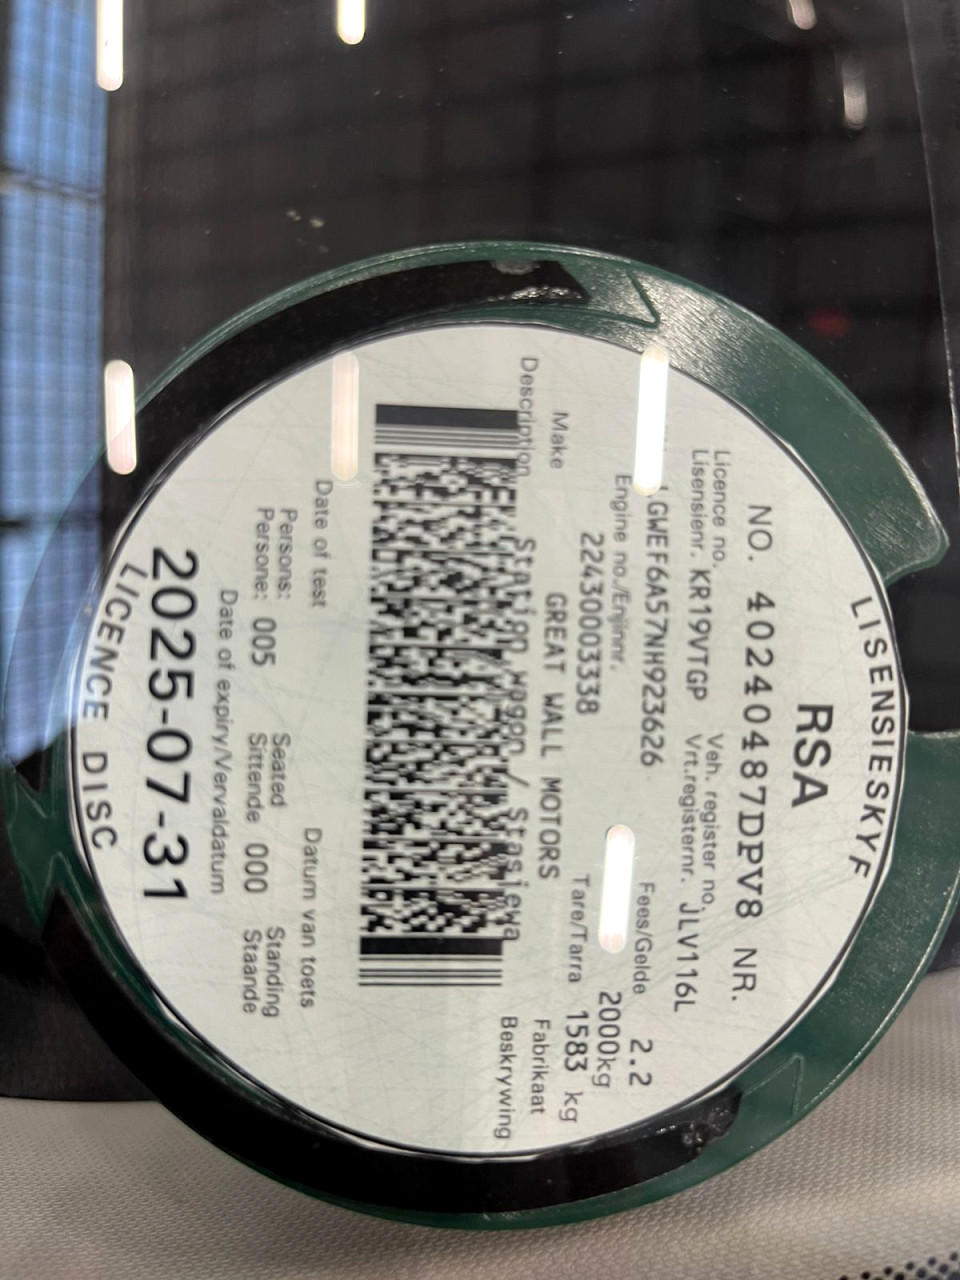 LISENSIESKYF
RSA
NO. 40240487DPV8 NR.
Licence no. Veh. register no.
Lisensienr. KR19VTGP Vrt.registernr. JLV116L
LGWEF6A57NH923626
Engine no./Enjinnr. Fees/Gelde 2.2
22430003338 2000kg
Tare/Tarra 1583 kg
Make GREAT WALL MOTORS Fabrikaat
Description Station wagon / Stasiewa Beskrywing
Date of test Datum van toets
Persons: Seated Standing
Persone: 005 Sittende 000 Staande
Date of expiry/Vervaldatum
2025-07-31
LICENCE DISC